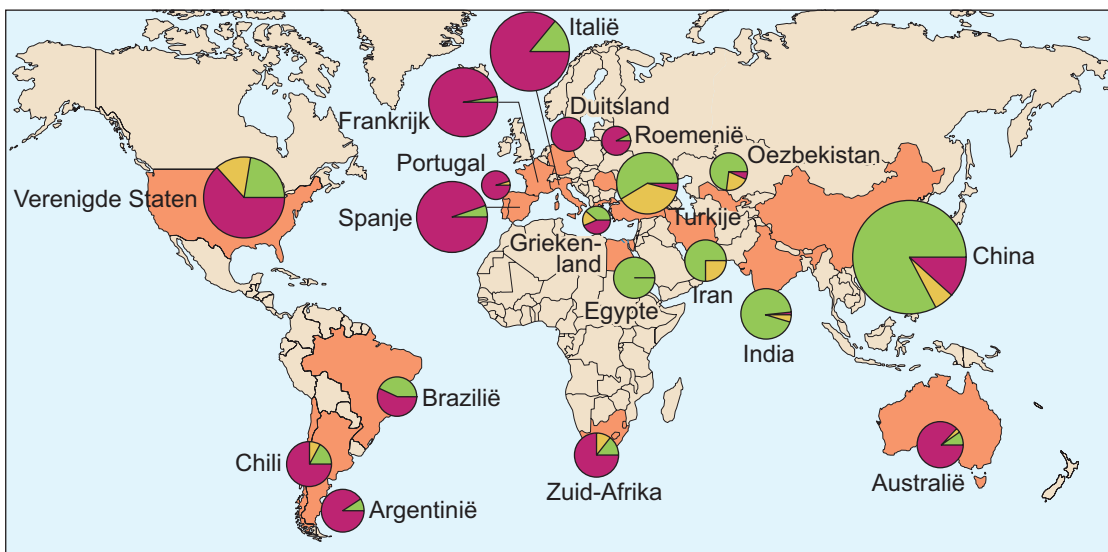 Italië
Frankrijk
Duitsland
Roemenië
Portugal
Oezbekistan
Verenigde Staten
Spanje
Turkije
Grieken-
land
China
Iran
Egypte
India
Brazilië
Chili
Zuid-Afrika
Australië
Argentinië